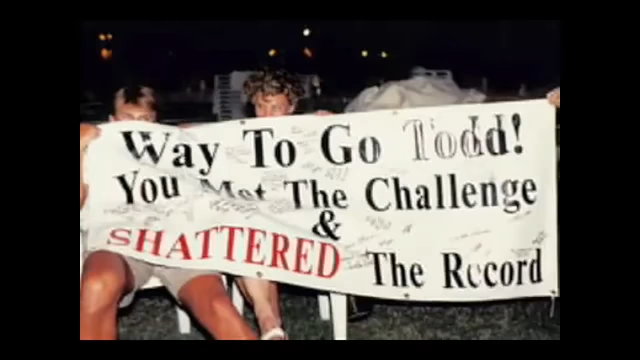 Way To Go Todd!
You Met The Challenge
&
SHATTERED The Record